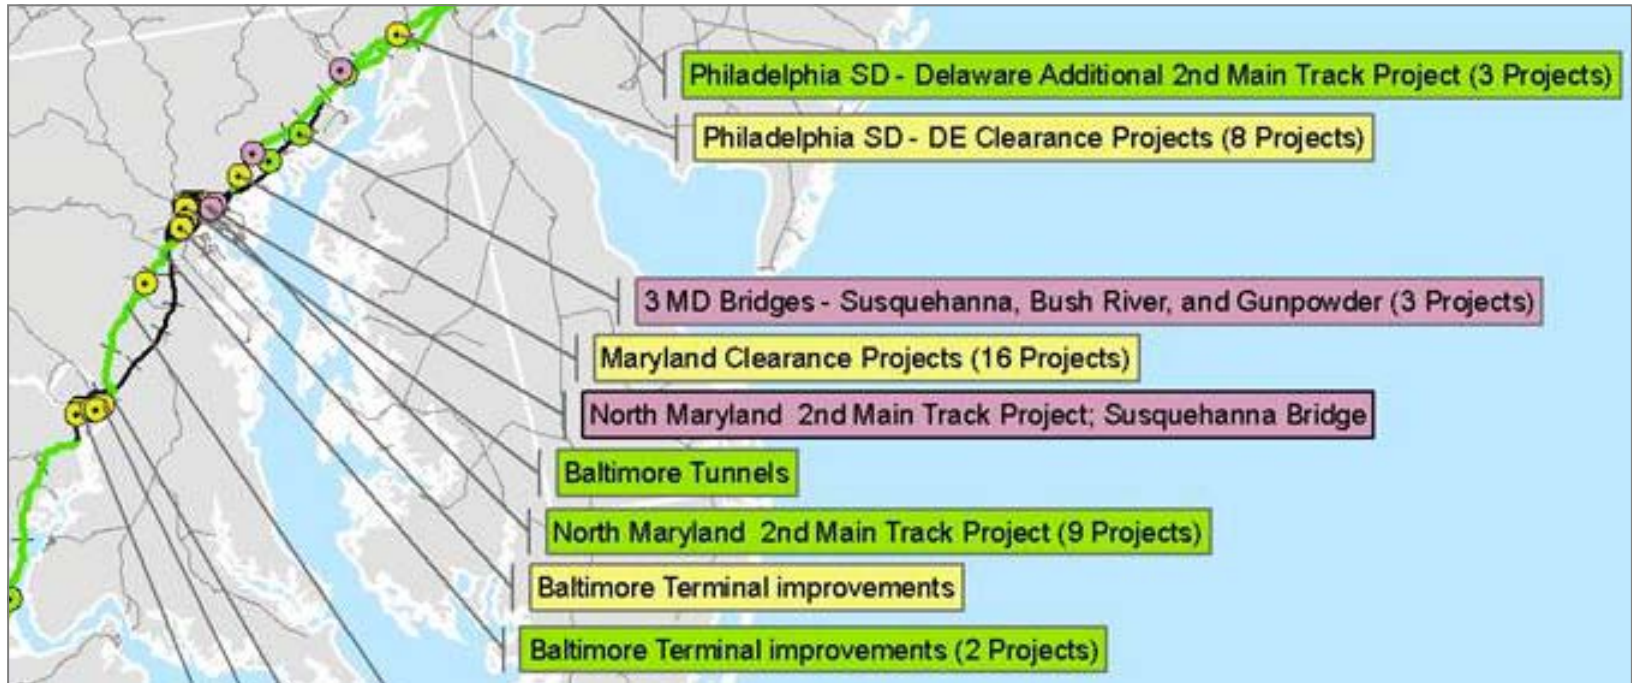 Philadelphia SD - Delaware Additional 2nd Main Track Project (3 Projects)
Philadelphia SD - DE Clearance Projects (8 Projects)
3 MD Bridges - Susquehanna, Bush River, and Gunpowder (3 Projects)
Maryland Clearance Projects (16 Projects)
North Maryland  2nd Main Track Project; Susquehanna Bridge
Baltimore Tunnels
North Maryland  2nd Main Track Project (9 Projects)
Baltimore Terminal improvements
Baltimore Terminal improvements (2 Projects)